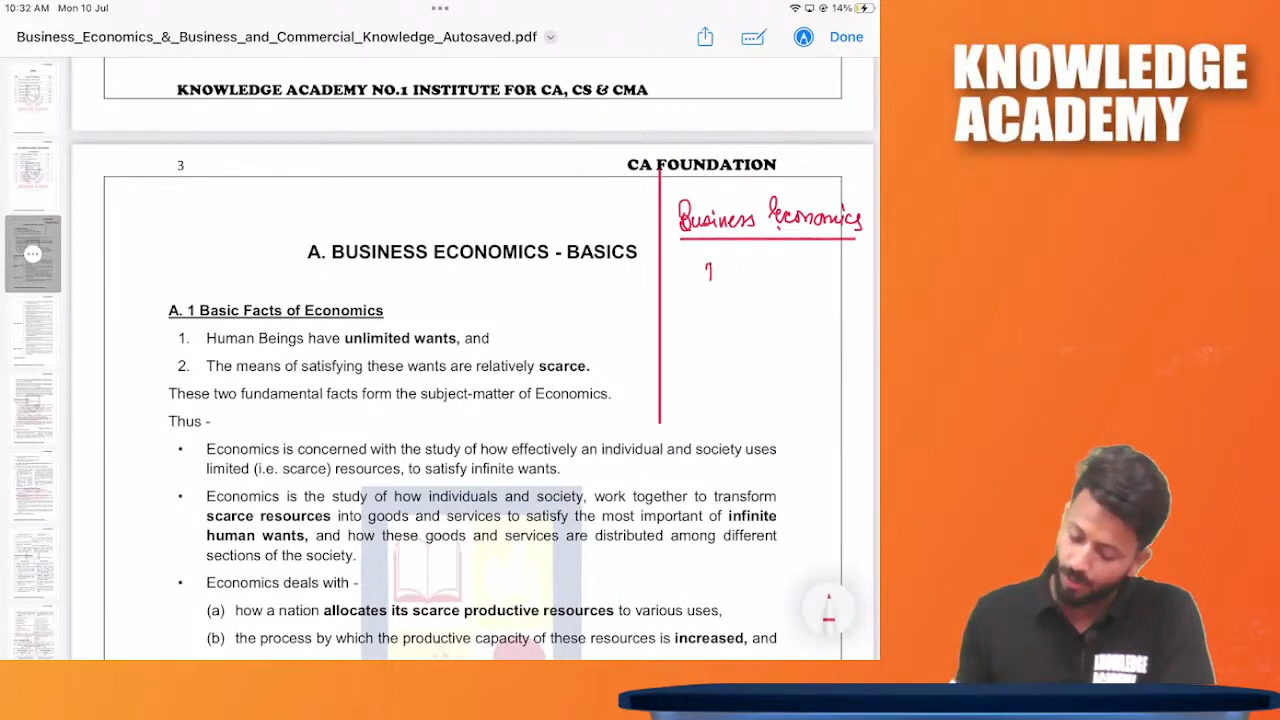 10:32 AM Mon 10 Jul
14%
Business_Economics_&_Business_and_Commercial_Knowledge_Autosaved.pdf
Done
KNOWLEDGE ACADEMY
KOWLEDGE ACADEMY NO.1 INSTITUTE FOR CA, CS & CMA
3
CA FOUNDATION
Business Economics
A. BUSINESS ECONOMICS - BASICS
A. 1 Basic Facts of Economics
1. Human Beings have unlimited wants, and
2. The means of satisfying these wants are relatively scarce.
These two fundamental facts form the subject matter of Economics.
Thus -
• Economics is concerned with the study of how effectively an individual and society uses
limited (i.e. scarce) resources, to satisfy infinite wants.
• Economics is the study of how individuals and society, work together to transform
scarce resources into goods and services to satisfy the most important of infinite
human wants and how these goods and services are distributed among different
sections of the society.
• Economics deals with -
(a) how a nation allocates its scarce productive resources to various uses,
(b) the process by which the productive capacity of these resources is increased, and
KNOWLEDGE
ACADEMY